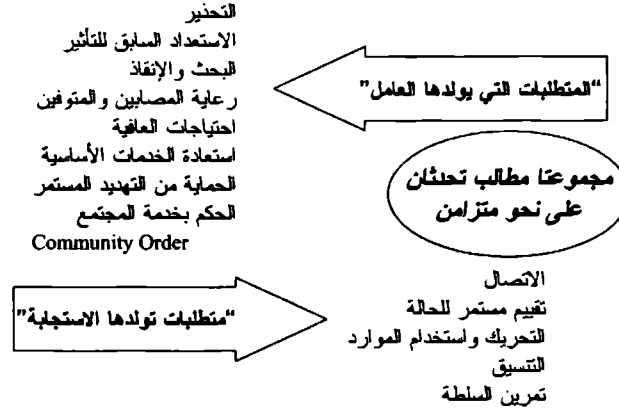 التحذير
الاستعداد السابق للتأثير
البحث والإنقاذ
رعاية المصابين والمتوفين
احتياجات العافية
استعادة الخدمات الأساسية
الحماية من التهديد المستمر
الحكم بخدمة المجتمع
Community Order
"المتطلبات التي يولدها العامل"
مجموعتا مطالب تحدثان
على نحو متزامن
"متطلبات تولدها الاستجابة"
الاتصال
تقييم مستمر للحالة
التحريك واستخدام الموارد
التنسيق
تمرين السلطة